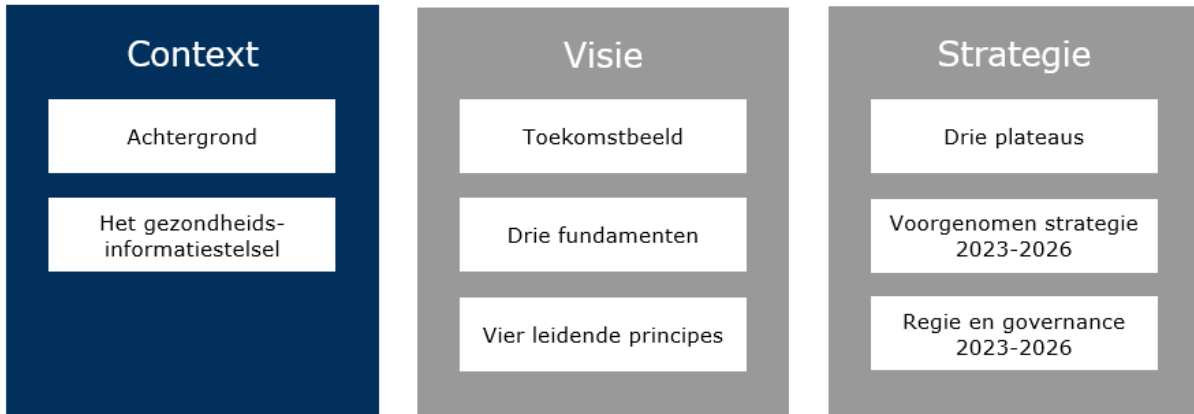 Context
Achtergrond
Het gezondheids-
informatiestelsel
Visie
Toekomstbeeld
Drie fundamenten
Vier leidende principes
Strategie
Drie plateaus
Voorgenomen strategie
2023-2026
Regie en governance
2023-2026